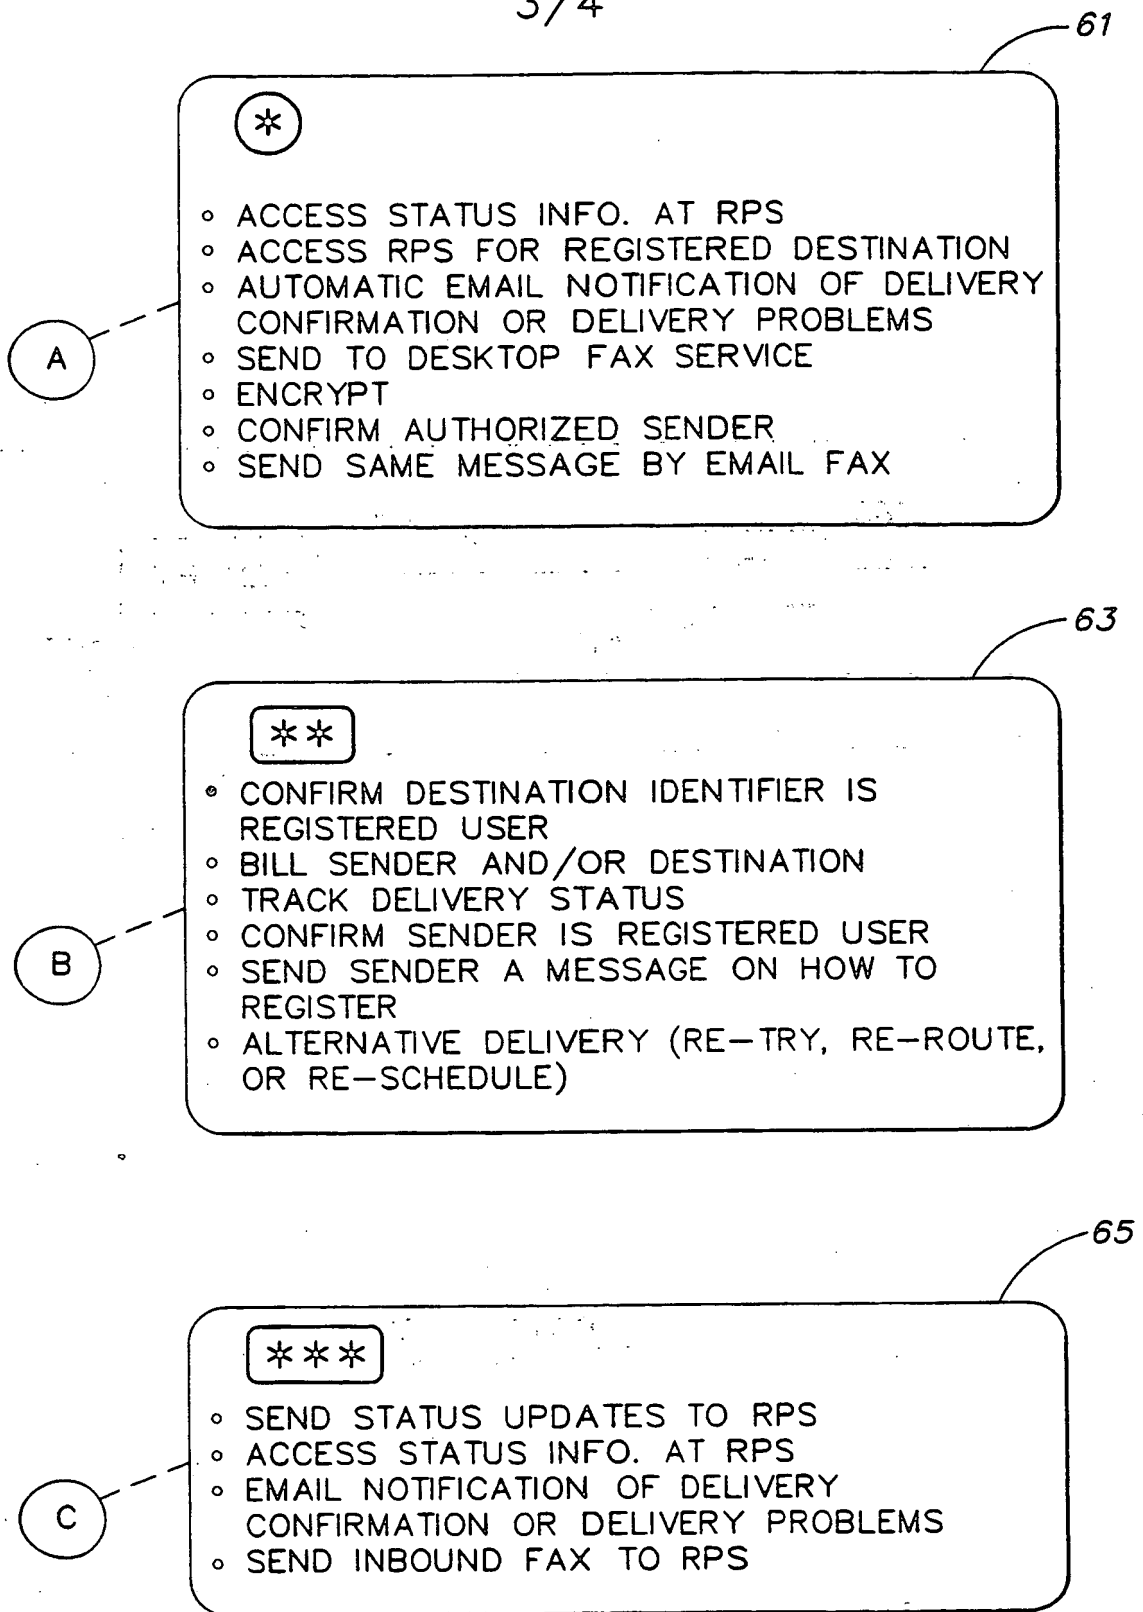 3/4
61
*
° ACCESS STATUS INFO. AT RPS
° ACCESS RPS FOR REGISTERED DESTINATION
° AUTOMATIC EMAIL NOTIFICATION OF DELIVERY
CONFIRMATION OR DELIVERY PROBLEMS
A
° SEND TO DESKTOP FAX SERVICE
° ENCRYPT
° CONFIRM AUTHORIZED SENDER
° SEND SAME MESSAGE BY EMAIL FAX
63
**
° CONFIRM DESTINATION IDENTIFIER IS
REGISTERED USER
° BILL SENDER AND/OR DESTINATION
° TRACK DELIVERY STATUS
° CONFIRM SENDER IS REGISTERED USER
B
° SEND SENDER A MESSAGE ON HOW TO
REGISTER
° ALTERNATIVE DELIVERY (RE–TRY, RE–ROUTE,
OR RE–SCHEDULE)
65
***
° SEND STATUS UPDATES TO RPS
° ACCESS STATUS INFO. AT RPS
° EMAIL NOTIFICATION OF DELIVERY
CONFIRMATION OR DELIVERY PROBLEMS
C
° SEND INBOUND FAX TO RPS